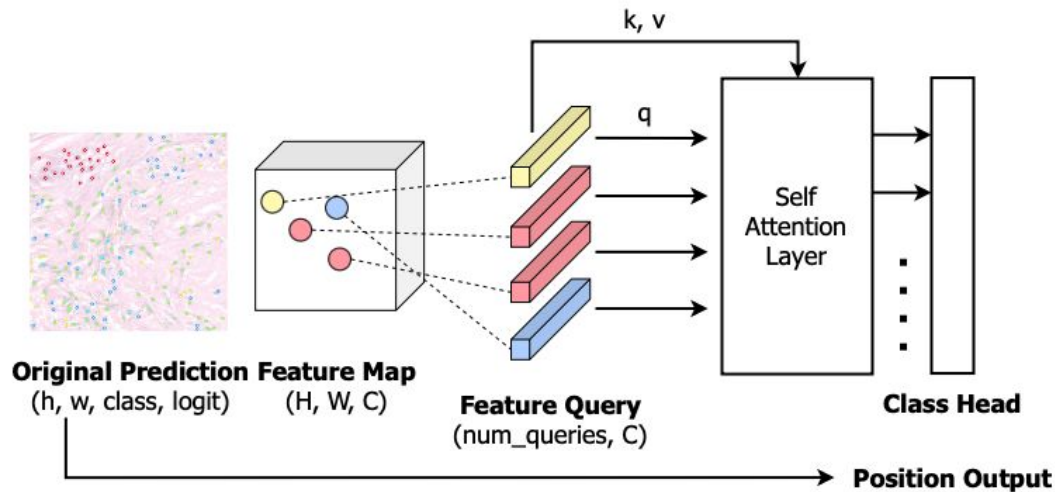 k, v
q
Self
Attention
Layer
Original Prediction
(h, w, class, logit)
Feature Map
(H, W, C)
Feature Query
(num_queries, C)
Class Head
Position Output